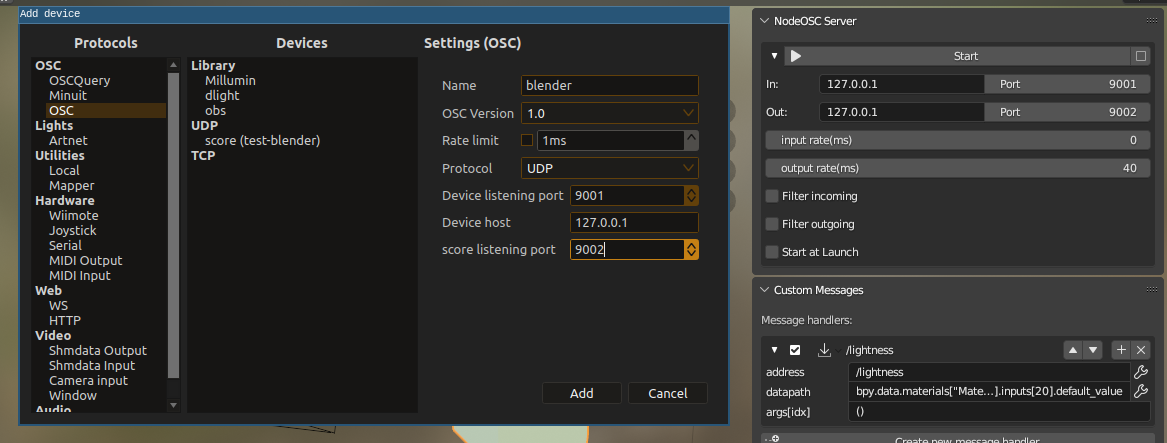 Add device
Protocols
OSC
OSCQuery
Minuit
OSC
Lights
Artnet
Utilities
Local
Mapper
Hardware
Wiimote
Joystick
Serial
MIDI Output
MIDI Input
Web
WS
HTTP
Video
Shmdata Output
Shmdata Input
Camera input
Window
Audio
Devices
Library
Millumin
dlight
obs
UDP
score (test-blender)
TCP
Settings (OSC)
Name blender
OSC Version 1.0
Rate limit 1ms
Protocol UDP
Device listening port 9001
Device host 127.0.0.1
score listening port 9002
Add Cancel
NodeOSC Server
Start
In: 127.0.0.1 Port 9001
Out: 127.0.0.1 Port 9002
input rate(ms) 0
output rate(ms) 40
Filter incoming
Filter outgoing
Start at Launch
Custom Messages
Message handlers:
/lightness
address /lightness
datapath bpy.data.materials["Mate...].inputs[20].default_value
args[idx] ()
Create new message handler